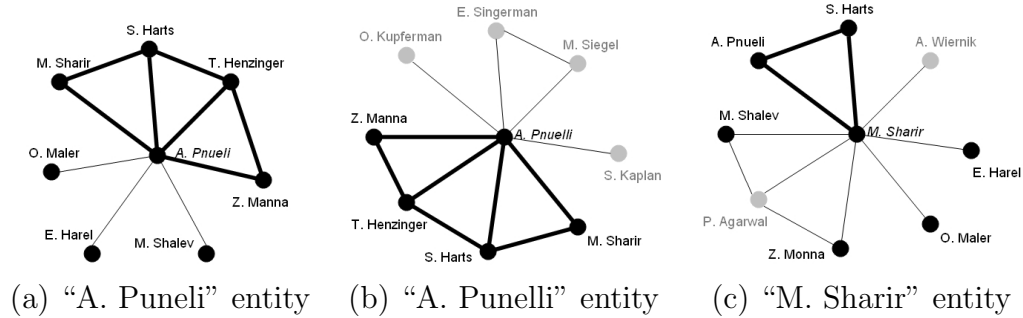 S. Harts
M. Sharir
T. Henzinger
A. Pnueli
O. Maler
Z. Manna
E. Harel
M. Shalev
(a) “A. Puneli” entity
E. Singerman
O. Kupferman
M. Siegel
Z. Manna
A. Pnuelli
S. Kaplan
T. Henzinger
M. Sharir
S. Harts
(b) “A. Punelli” entity
S. Harts
A. Pnueli
A. Wiernik
M. Shalev
M. Sharir
E. Harel
P. Agarwal
O. Maler
Z. Monna
(c) “M. Sharir” entity